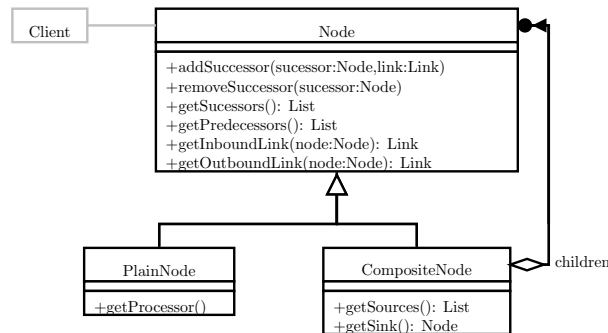 Client
Node
+addSuccessor(sucessor:Node,link:Link)
+removeSuccessor(sucessor:Node)
+getSucessors(): List
+getPredecessors(): List
+getInboundLink(node:Node): Link
+getOutboundLink(node:Node): Link
PlainNode
+getProcessor()
CompositeNode
+getSources(): List
+getSink(): Node
children